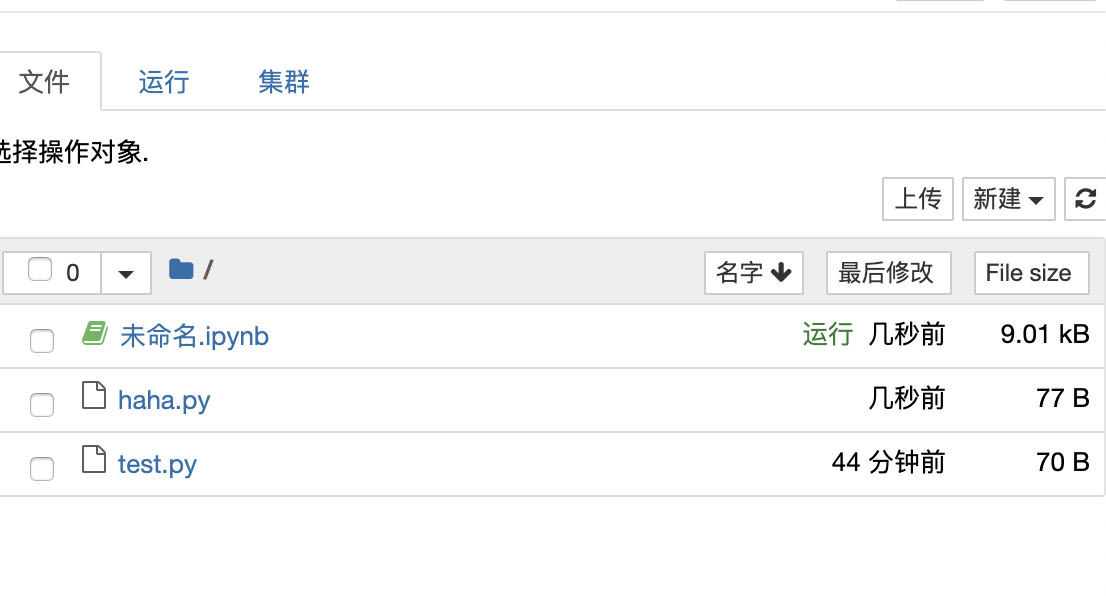 文件 运行 集群
选择操作对象.
上传 新建
0 / 名字 最后修改 File size
未命名.ipynb 运行 几秒前 9.01 kB
haha.py 几秒前 77 B
test.py 44 分钟前 70 B